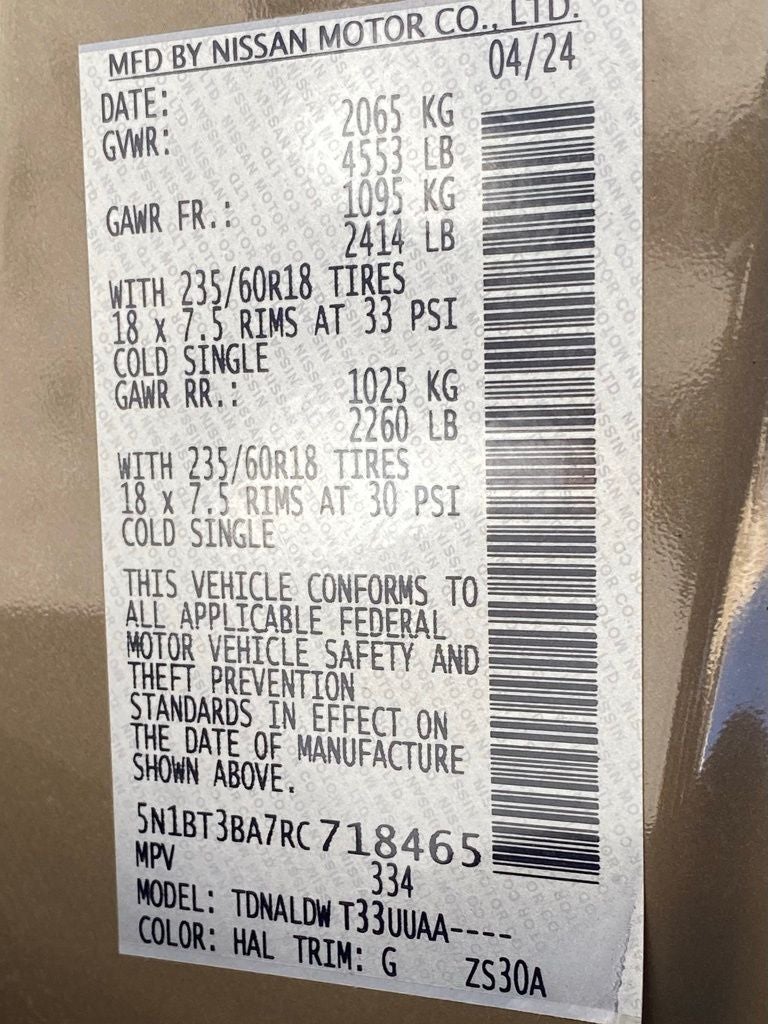 MFD BY NISSAN MOTOR CO., LTD.
DATE: 04/24
GVWR: 2065 KG
4553 LB
GAWR FR.: 1095 KG
2414 LB
WITH 235/60R18 TIRES
18 x 7.5 RIMS AT 33 PSI
COLD SINGLE
GAWR RR.: 1025 KG
2260 LB
WITH 235/60R18 TIRES
18 x 7.5 RIMS AT 30 PSI
COLD SINGLE
THIS VEHICLE CONFORMS TO
ALL APPLICABLE FEDERAL
MOTOR VEHICLE SAFETY AND
THEFT PREVENTION
STANDARDS IN EFFECT ON
THE DATE OF MANUFACTURE
SHOWN ABOVE.
5N1BT3BA7RC718465
MPV 334
MODEL: TDNALDW T33UUAA----
COLOR: HAL TRIM: G ZS30A